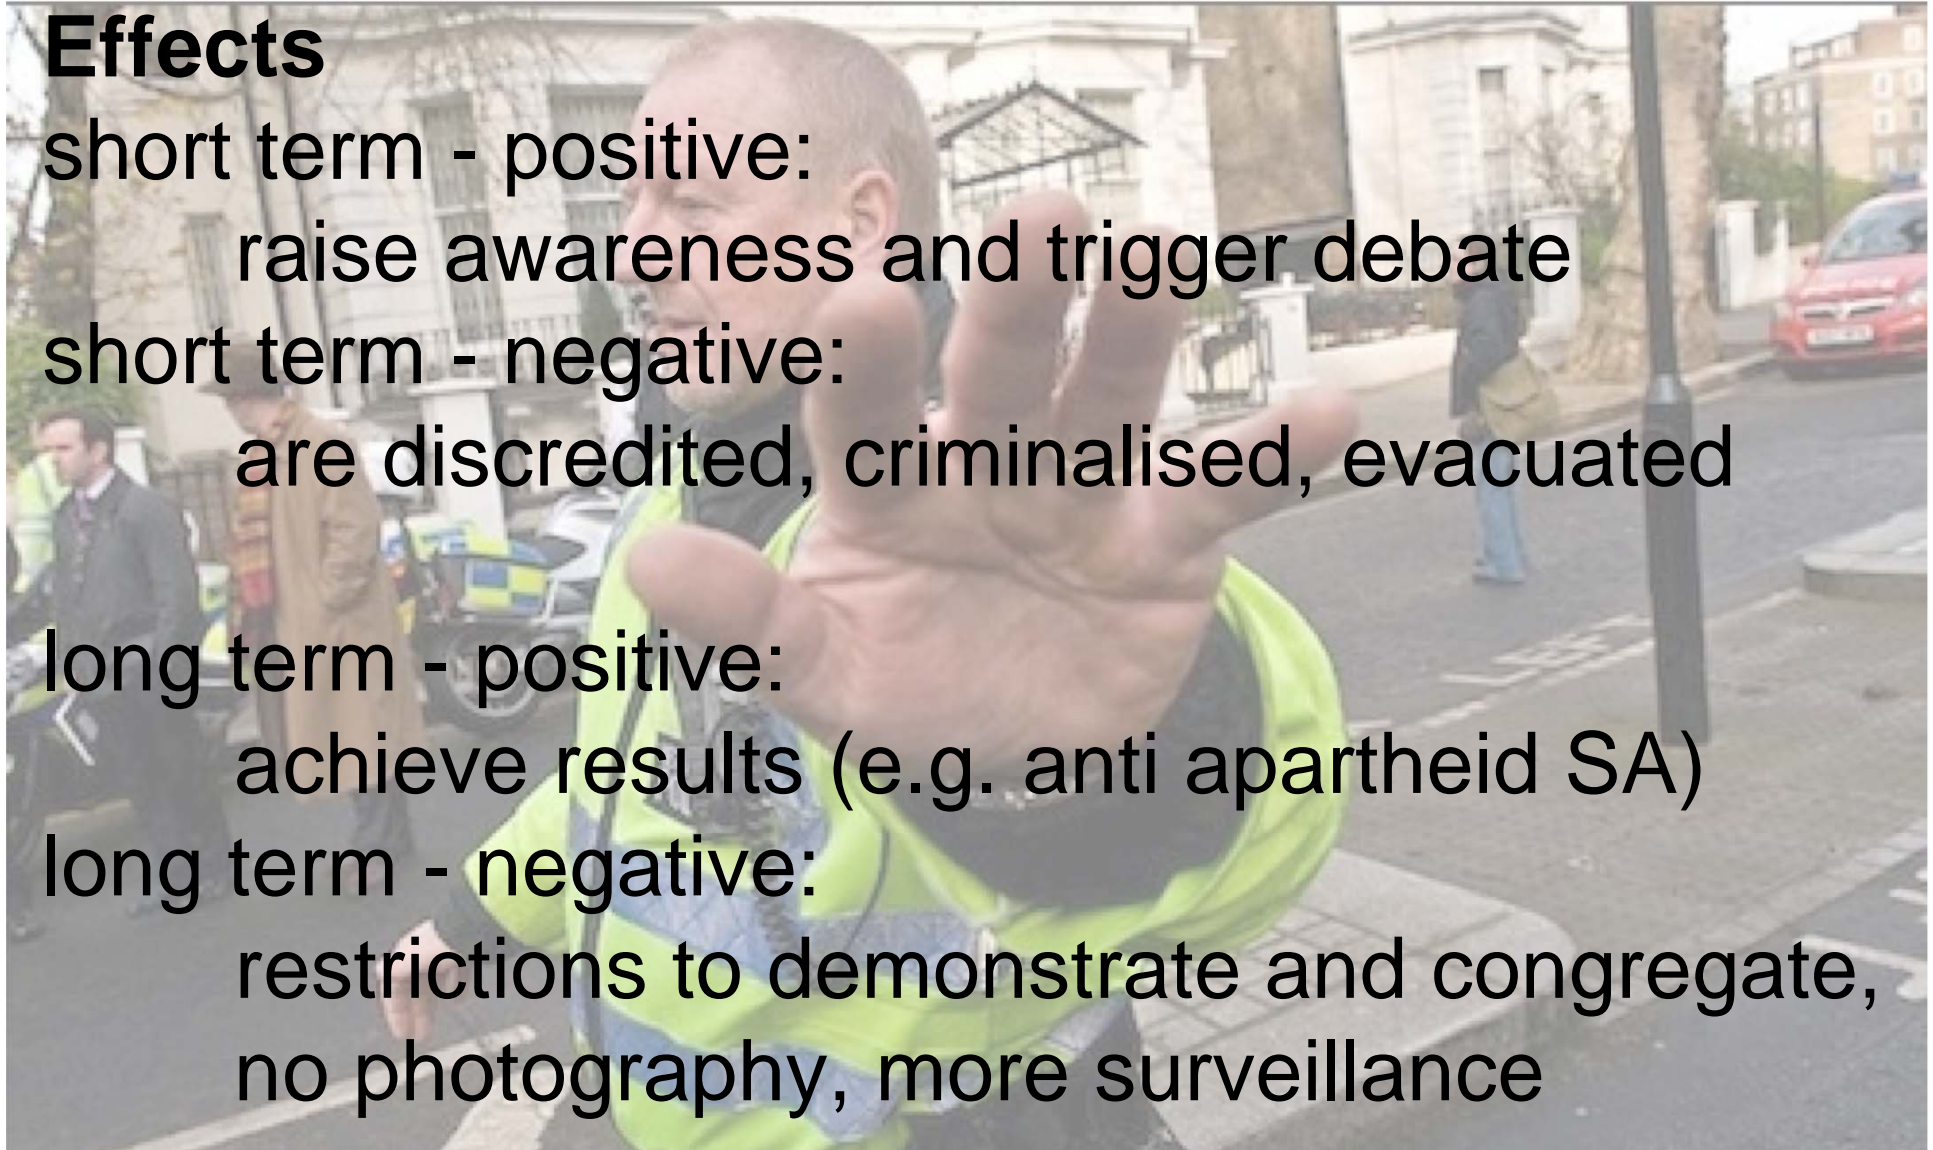 Effects
short term - positive:
raise awareness and trigger debate
short term - negative:
are discredited, criminalised, evacuated
long term - positive:
achieve results (e.g. anti apartheid SA)
long term - negative:
restrictions to demonstrate and congregate,
no photography, more surveillance